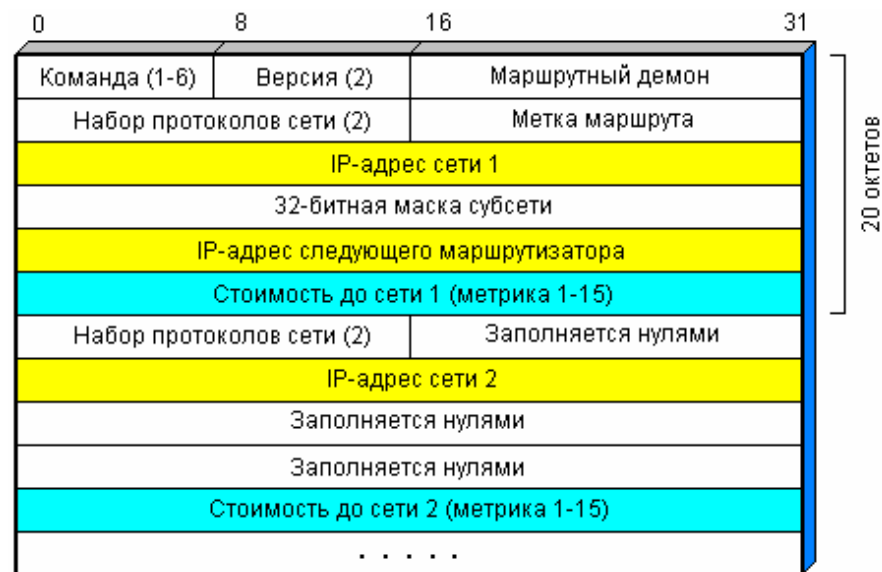 0 8 16 31
Команда (1-6) Версия (2) Маршрутный демон
Набор протоколов сети (2) Метка маршрута
IP-адрес сети 1
32-битная маска субсети
IP-адрес следующего маршрутизатора
Стоимость до сети 1 (метрика 1-15)
20 октетов
Набор протоколов сети (2) Заполняется нулями
IP-адрес сети 2
Заполняется нулями
Заполняется нулями
Стоимость до сети 2 (метрика 1-15)
. . . . .